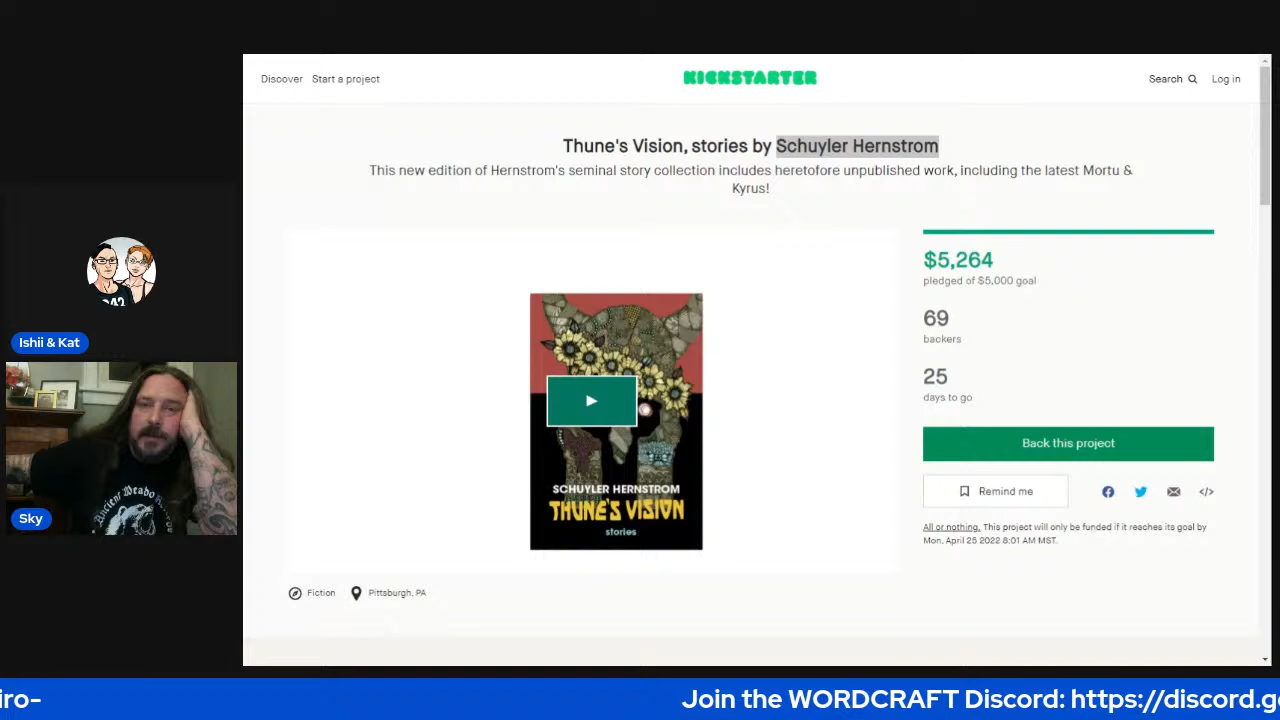 Discover Start a project KICKSTARTER Search Log in
Thune's Vision, stories by Schuyler Hernstrom
This new edition of Hernstrom's seminal story collection includes heretofore unpublished work, including the latest Mortu &
Kyrus!
SCHUYLER HERNSTROM
THUNE'S VISION
stories
$5,264
pledged of $5,000 goal
69
backers
25
days to go
Back this project
Remind me
All or nothing. This project will only be funded if it reaches its goal by
Mon, April 25 2022 8:01 AM MST.
Fiction Pittsburgh, PA
Ishii & Kat
Ancient Weabo
Sky
iro- Join the WORDCRAFT Discord: https://discord.g